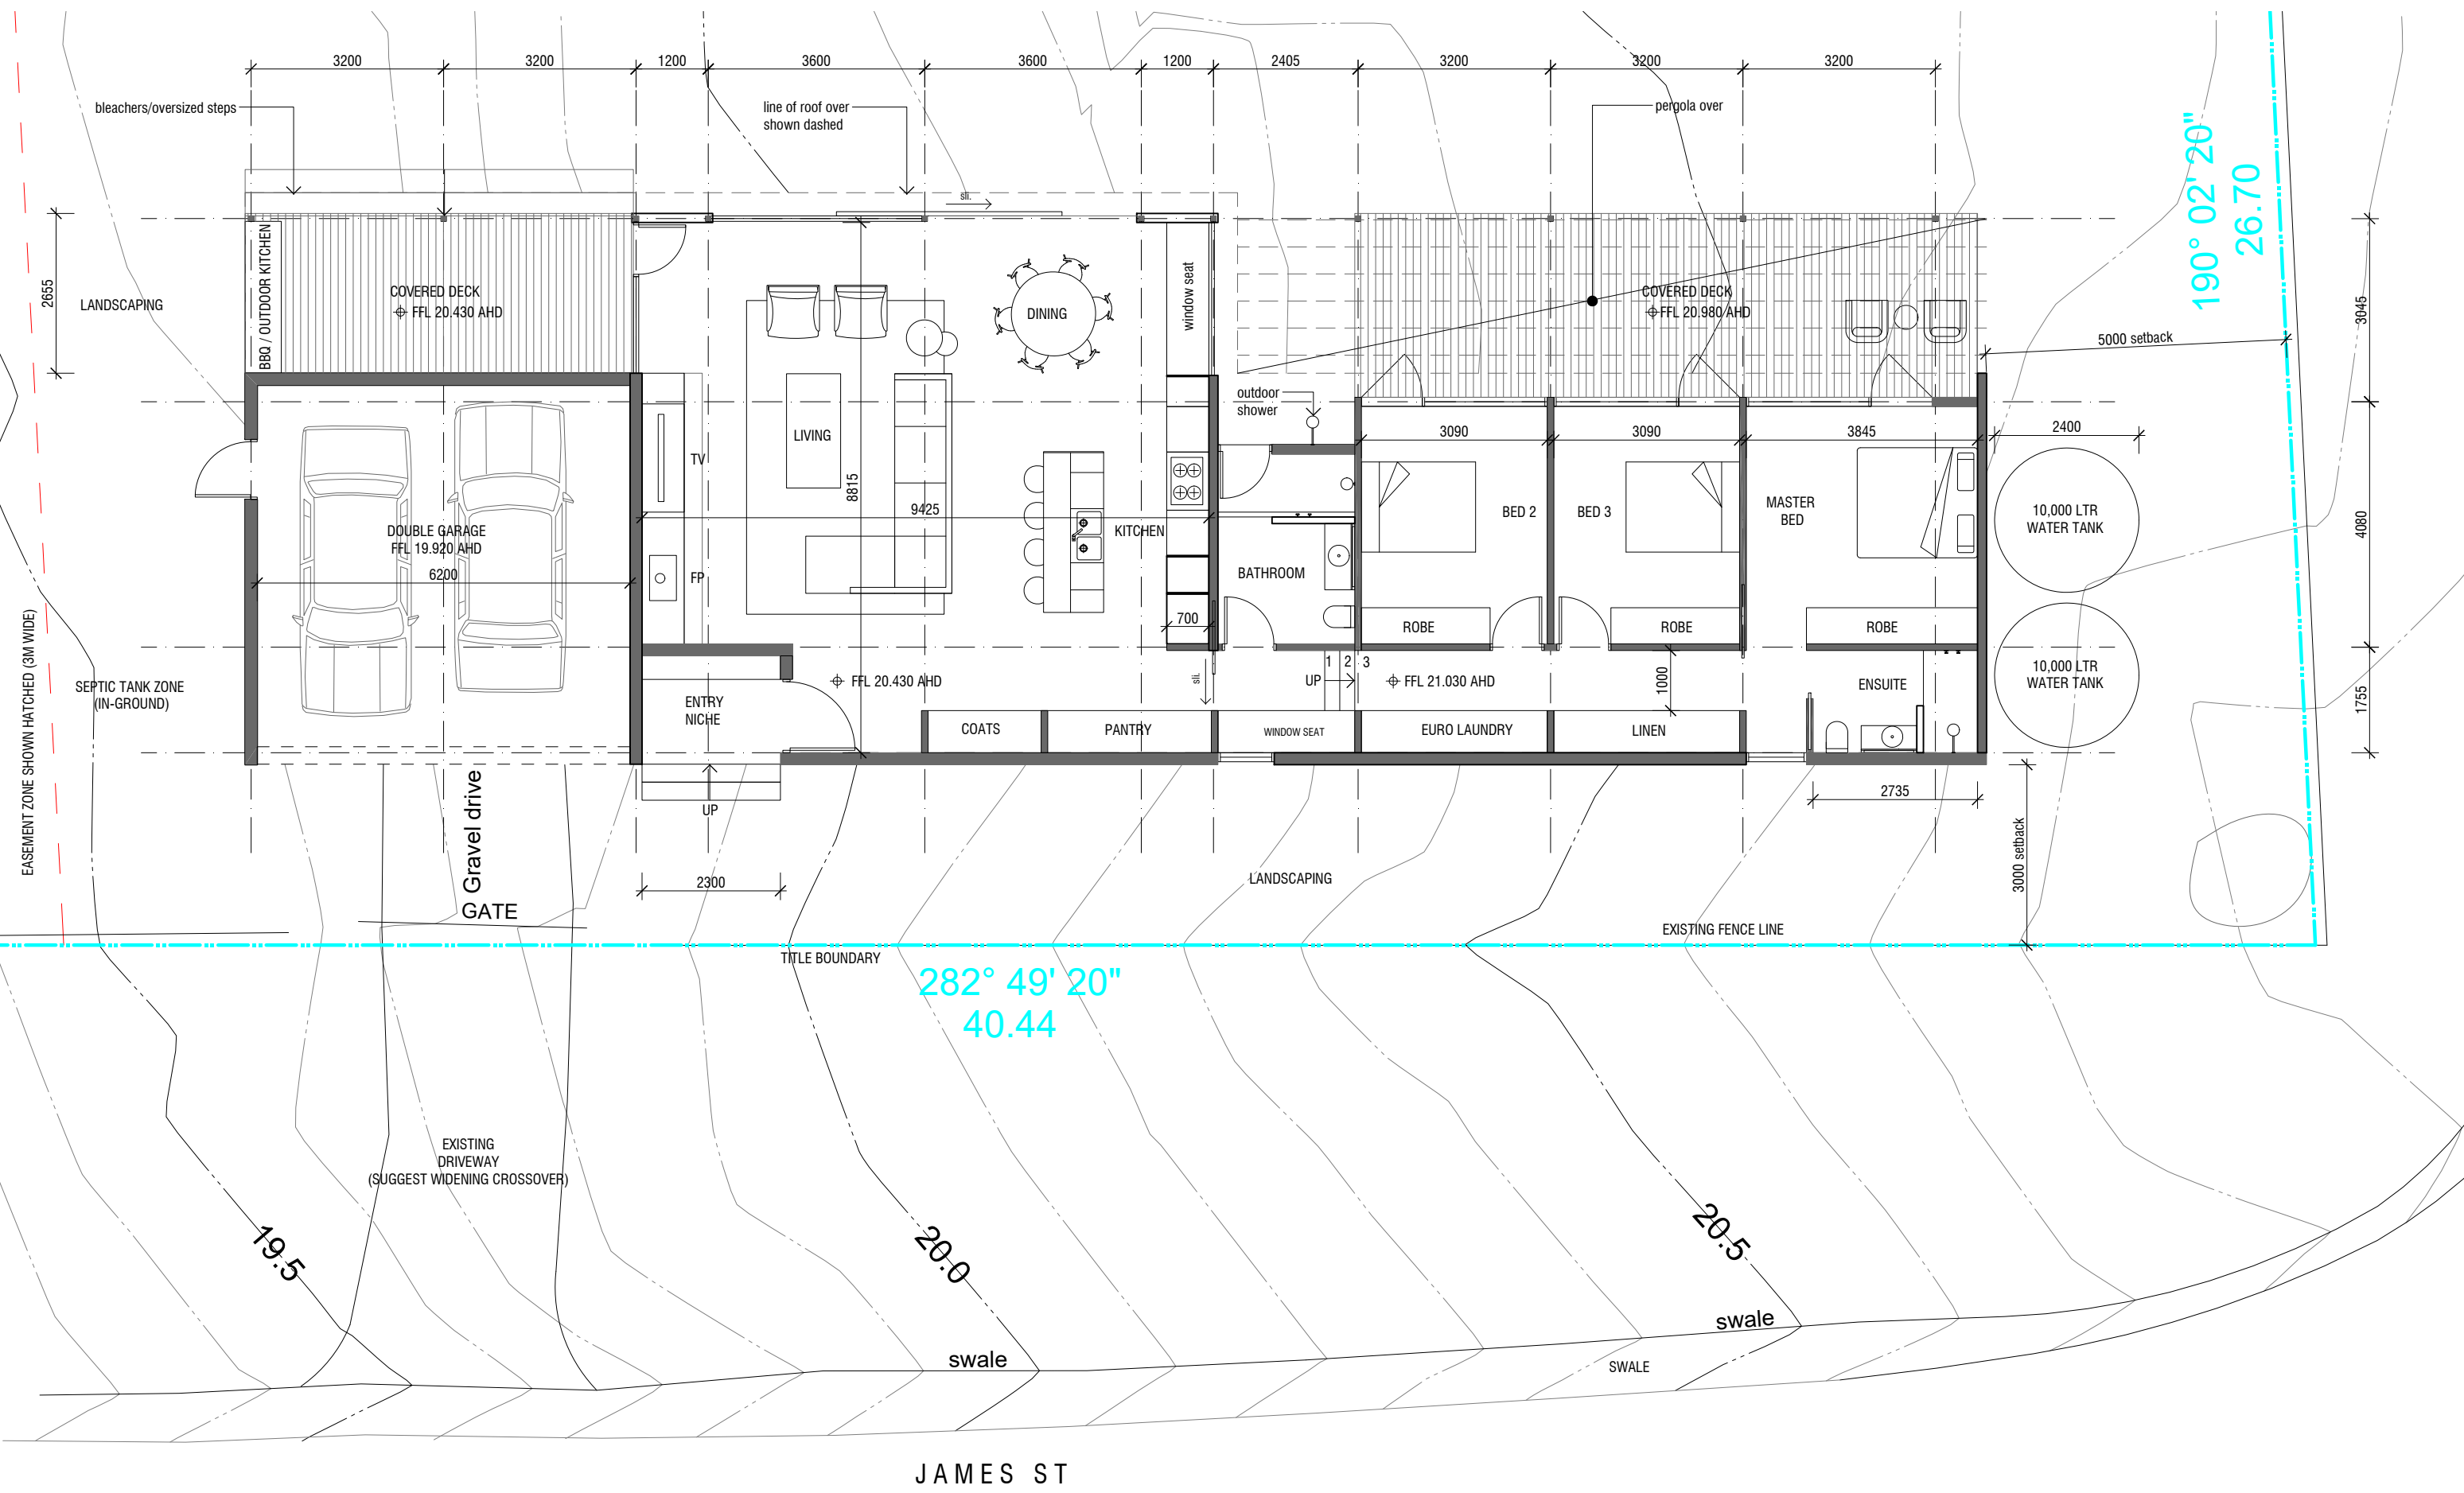 3200
3200
1200
3600
3600
1200
2405
3200
3200
3200
bleachers/oversized steps
line of roof over
shown dashed
pergola over
190° 02' 20"
26.70
sli.
2655
LANDSCAPING
BBQ / OUTDOOR KITCHEN
COVERED DECK
FFL 20.430 AHD
DINING
window seat
COVERED DECK
FFL 20.980 AHD
3045
5000 setback
outdoor
shower
LIVING
TV
8815
9425
KITCHEN
3090
3090
3845
2400
BED 2
BED 3
MASTER
BED
10,000 LTR
WATER TANK
4080
DOUBLE GARAGE
FFL 19.920 AHD
6200
FP
BATHROOM
700
ROBE
ROBE
ROBE
EASEMENT ZONE SHOWN HATCHED (3M WIDE)
SEPTIC TANK ZONE
(IN-GROUND)
ENTRY
NICHE
FFL 20.430 AHD
sli.
1 2 3
UP
FFL 21.030 AHD
1000
ENSUITE
10,000 LTR
WATER TANK
1755
COATS
PANTRY
WINDOW SEAT
EURO LAUNDRY
LINEN
UP
Gravel drive
GATE
2300
2735
3000 setback
LANDSCAPING
EXISTING FENCE LINE
TITLE BOUNDARY
282° 49' 20"
40.44
EXISTING
DRIVEWAY
(SUGGEST WIDENING CROSSOVER)
19.5
20.0
20.5
swale
swale
SWALE
JAMES ST